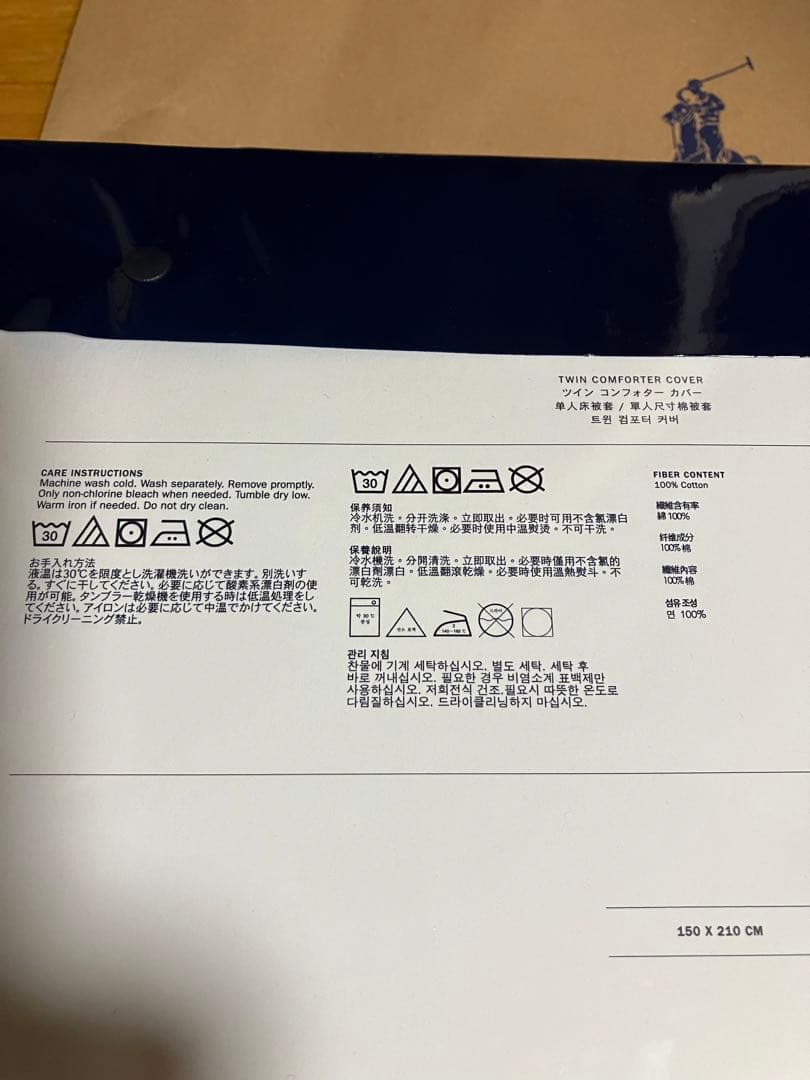 TWIN COMFORTER COVER
ツイン コンフォター カバー
单人床被套 / 單人尺寸棉被套
트윈 컴포터 커버
CARE INSTRUCTIONS
Machine wash cold. Wash separately. Remove promptly.
Only non-chlorine bleach when needed. Tumble dry low.
Warm iron if needed. Do not dry clean.
30
お手入れ方法
液温は30℃を限度とし洗濯機洗いができます。別洗いす
る。すぐに干してください。必要に応じて酸素系漂白剤の使
用が可能。タンブラー乾燥機を使用する時は低温処理をし
てください。アイロンは必要に応じて中温でかけてください。
ドライクリーニング禁止。
30
保养须知
冷水机洗。分开洗涤。立即取出。必要时可用不含氯漂白
剂。低温翻转干燥。必要时使用中温熨烫。不可干洗。
保養說明
冷水機洗。分開清洗。立即取出。必要時僅用不含氯的
漂白劑漂白。低溫翻滾乾燥。必要時使用溫熱熨斗。不
可乾洗。
약 30℃
중성
산소 표백
2
140~160℃
드라이
관리 지침
찬물에 기계 세탁하십시오. 별도 세탁. 세탁 후
바로 꺼내십시오. 필요한 경우 비염소계 표백제만
사용하십시오. 저회전식 건조.필요시 따뜻한 온도로
다림질하십시오. 드라이클리닝하지 마십시오.
FIBER CONTENT
100% Cotton
纖維含有率
綿 100%
纤维成分
100% 棉
纖維內容
100% 棉
섬유 조성
면 100%
150 X 210 CM